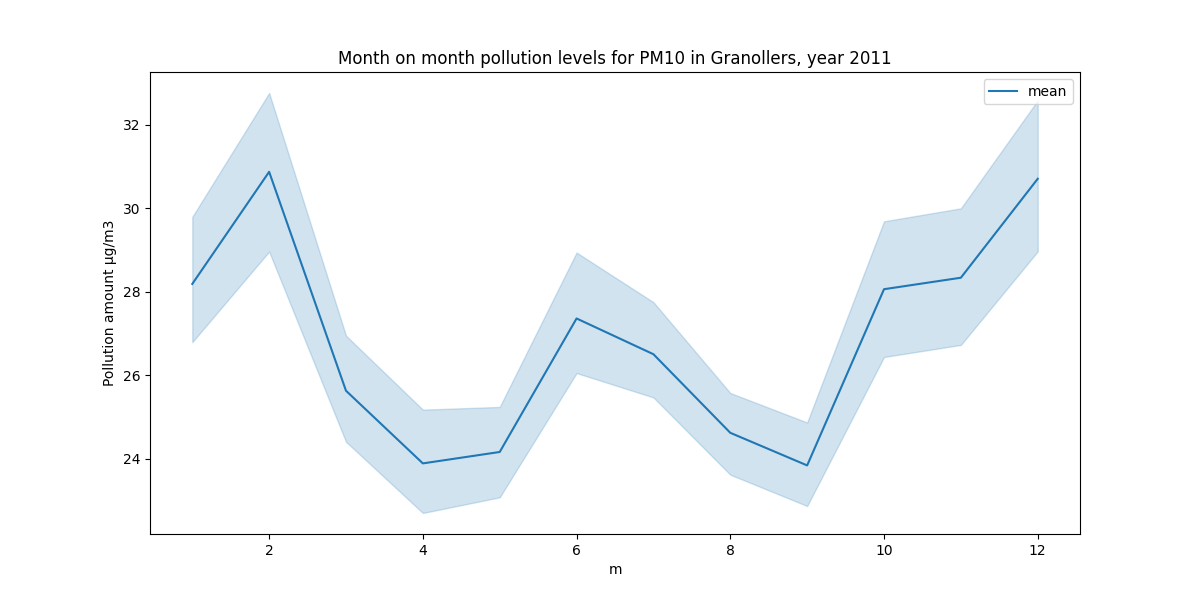 Month on month pollution levels for PM10 in Granollers, year 2011
mean
Pollution amount µg/m3
32
30
28
26
24
2 4 6 8 10 12
m